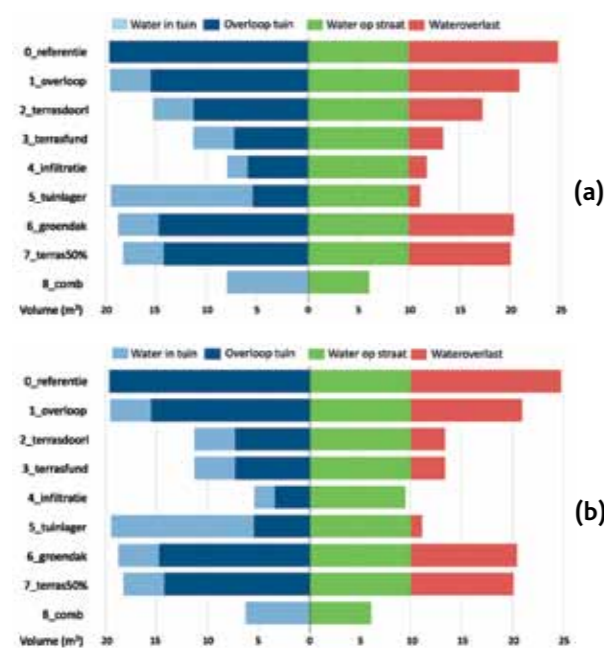 Water in tuin Overloop tuin Water op straat Wateroverlast
0_referentie
1_overloop
2_terrasdoorl
3_terrasfund
4_infiltratie
5_tuinlager
6_groendak
7_terras50%
8_comb
Volume (m³) 20 15 10 5 0 5 10 15 20 25
(a)
Water in tuin Overloop tuin Water op straat Wateroverlast
0_referentie
1_overloop
2_terrasdoorl
3_terrasfund
4_infiltratie
5_tuinlager
6_groendak
7_terras50%
8_comb
Volume (m³) 20 15 10 5 0 5 10 15 20 25
(b)